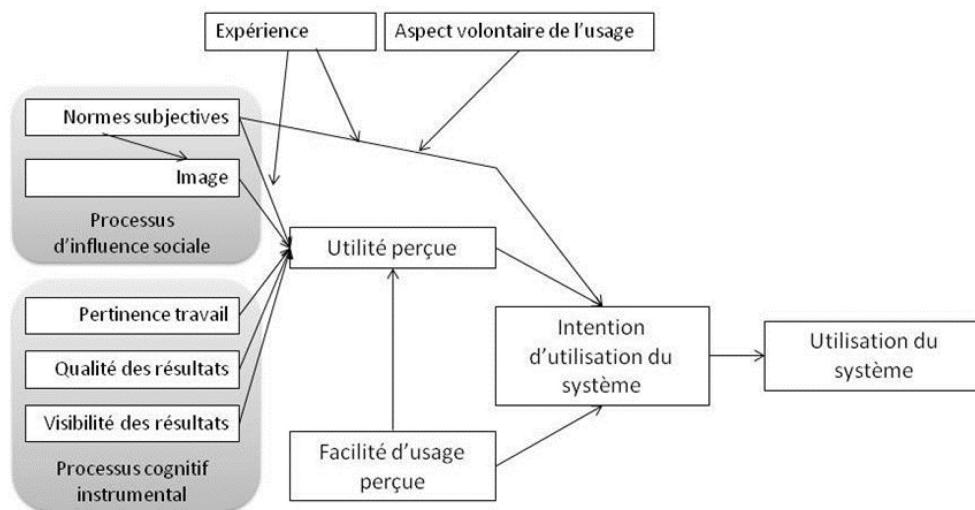 Expérience
Aspect volontaire de l'usage
Normes subjectives
Image
Processus
d'influence sociale
Utilité perçue
Pertinence travail
Qualité des résultats
Visibilité des résultats
Processus cognitif
instrumental
Intention
d'utilisation du
système
Utilisation du
système
Facilité d'usage
perçue